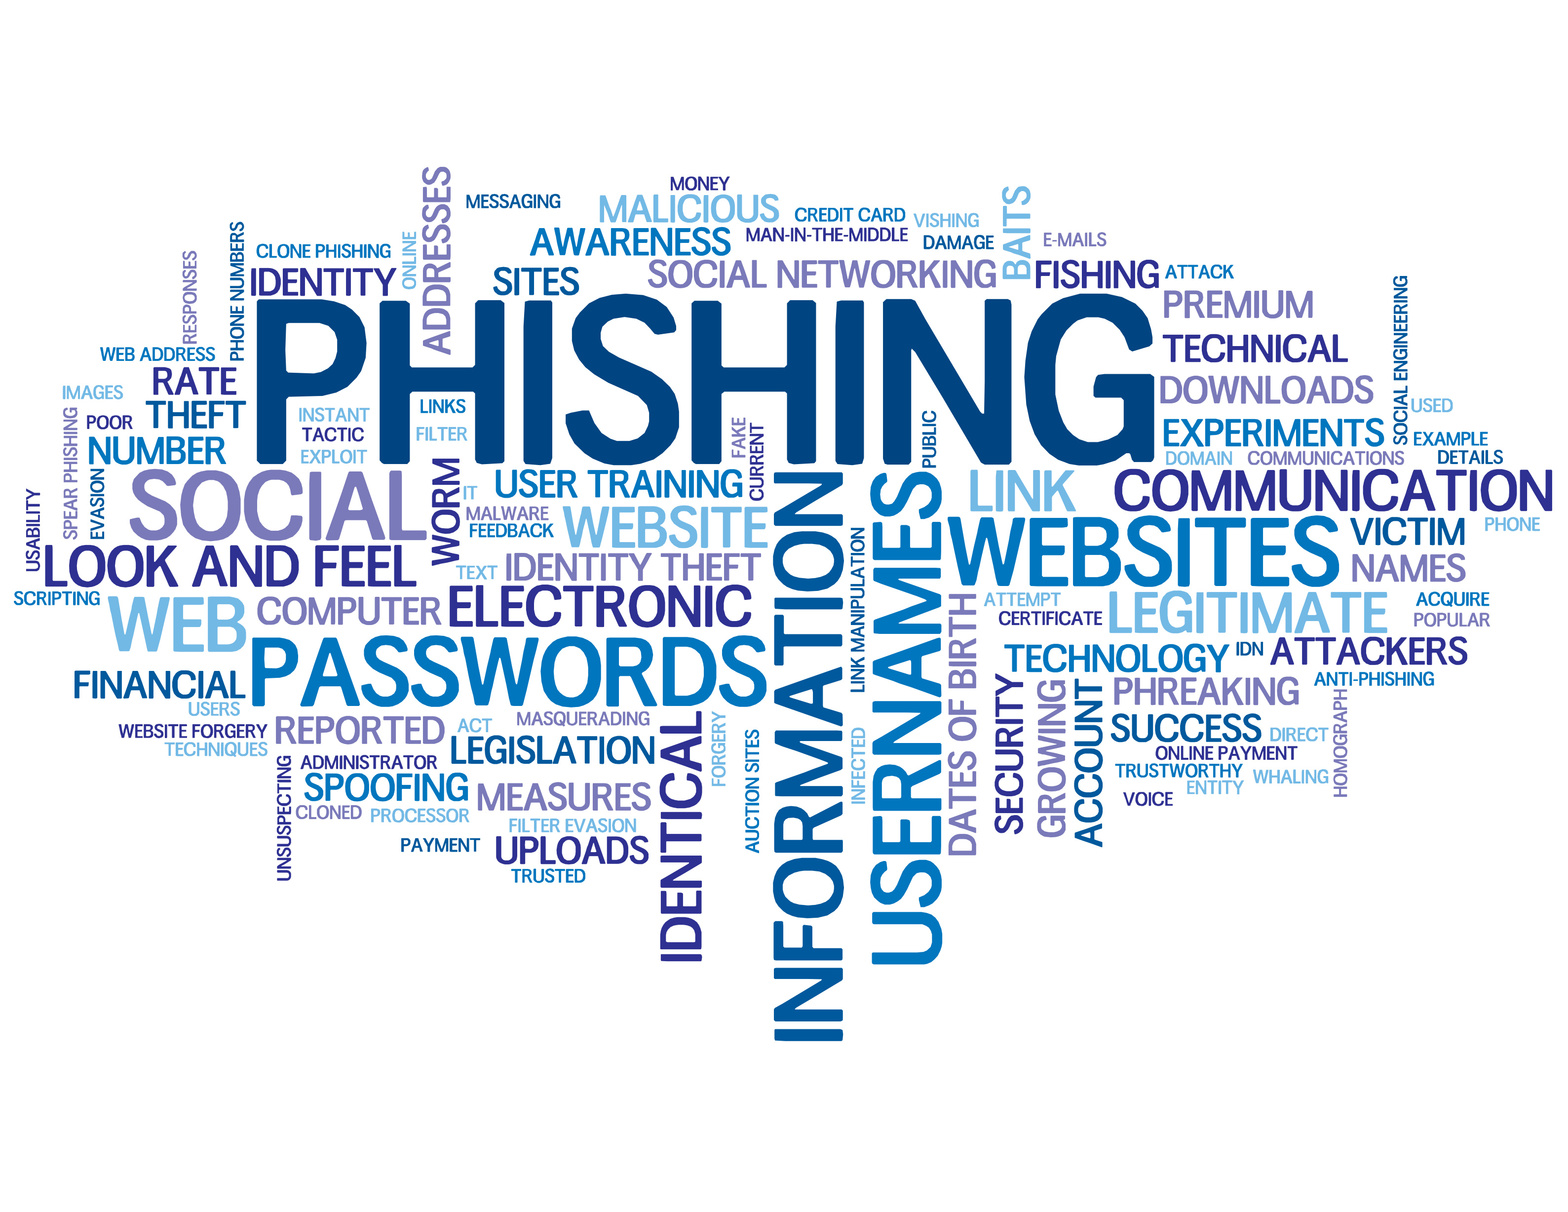 MONEY
ADDRESSES
MESSAGING
MALICIOUS
CREDIT CARD
VISHING
BAITS
PHONE NUMBERS
CLONE PHISHING
ONLINE
AWARENESS
MAN-IN-THE-MIDDLE
DAMAGE
E-MAILS
RESPONSES
IDENTITY
SITES
SOCIAL NETWORKING
FISHING
ATTACK
PHISHING
PREMIUM
SOCIAL ENGINEERING
WEB ADDRESS
TECHNICAL
RATE
DOWNLOADS
IMAGES
THEFT
INSTANT
LINKS
USED
SPEAR PHISHING
POOR
TACTIC
FILTER
FAKE
CURRENT
PUBLIC
EXPERIMENTS
EXAMPLE
NUMBER
EXPLOIT
DOMAIN
COMMUNICATIONS
DETAILS
USABILITY
EVASION
SOCIAL
WORM
IT
USER TRAINING
INFORMATION
USERNAMES
LINK
COMMUNICATION
MALWARE
FEEDBACK
WEBSITE
LINK MANIPULATION
WEBSITES
VICTIM
PHONE
LOOK AND FEEL
TEXT
IDENTITY THEFT
NAMES
SCRIPTING
WEB
COMPUTER
ELECTRONIC
DATES OF BIRTH
ATTEMPT
CERTIFICATE
LEGITIMATE
ACQUIRE
POPULAR
PASSWORDS
TECHNOLOGY
IDN
ATTACKERS
FINANCIAL
SECURITY
GROWING
ACCOUNT
PHREAKING
ANTI-PHISHING
HOMOGRAPH
USERS
WEBSITE FORGERY
REPORTED
ACT
MASQUERADING
IDENTICAL
FORGERY
AUCTION SITES
INFECTED
SUCCESS
DIRECT
TECHNIQUES
LEGISLATION
ONLINE PAYMENT
UNSUSPECTING
ADMINISTRATOR
TRUSTWORTHY
WHALING
SPOOFING
MEASURES
ENTITY
CLONED
PROCESSOR
VOICE
FILTER EVASION
PAYMENT
UPLOADS
TRUSTED